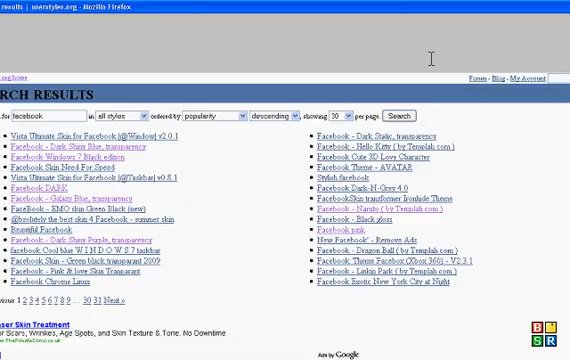 results | userstyles.org - Mozilla Firefox
Forum - Blog - My Account
RCH RESULTS
for facebook in all styles ordered by popularity descending, showing 30 per page. Search
Vista Ultimate Skin for Facebook |@Window| v2.0.1
Facebook - Dark Shiny Blue, transparency
Facebook Windows 7 Black edition
Facebook Skin Need For Speed
Vista Ultimate Skin for Facebook |@Taskbar| v0.8.1
Facebook DARK
Facebook - Galaxy Blue, transparency
FaceBook - EMO skin Green Black (new)
@bsolutely the best skin 4 Facebook - summer skin
Beautiful Facebook
Facebook - Dark Shiny Purple, transparency
facebook Cool blue W I N D O W S 7 taskbar
Facebook Skin - Green black transparant 2009
Facebook - Pink & love Skin Tranparant
Facebook Chrome Linux
Facebook - Dark Static, transparency
Facebook - Hello Kitty ( by Templah.com )
Facebook Cute 3D Love Character
Facebook Theme - AVATAR
Stylish facebook
Facebook Dark-N-Grey 4.0
FacebookSkin transformer Ironhide Theme
Facebook - Naruto ( by Templah.com )
Facebook - Black gloss
Facebook pink
New Facebook' - Remove Ads
Facebook - Dragon Ball ( by Templah.com )
Facebook: Theme Facebox (Xbox 360) - V2.3.1
Facebook - Linkin Park ( by Templah.com )
Facebook Exotic New York City at Night
ious 1 2 3 4 5 6 7 8 9 ... 30 31 Next »
ser Skin Treatment
r Scars, Wrinkles, Age Spots, and Skin Texture & Tone. No Downtime
Ads by Google
B
S R